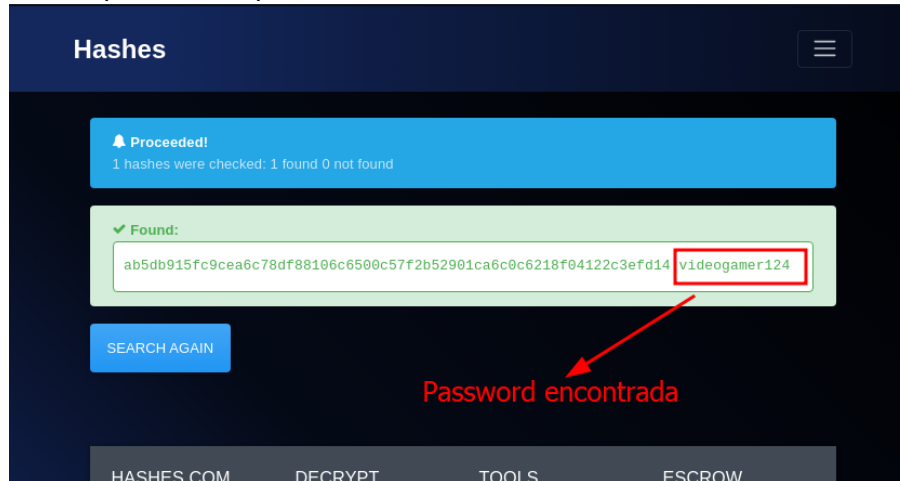 Hashes
Proceeded!
1 hashes were checked: 1 found 0 not found
Found:
ab5db915fc9cea6c78df88106c6500c57f2b52901ca6c0c6218f04122c3efd14:videogamer124
SEARCH AGAIN
Password encontrada
HASHES.COM DECRYPT TOOLS ESCROW